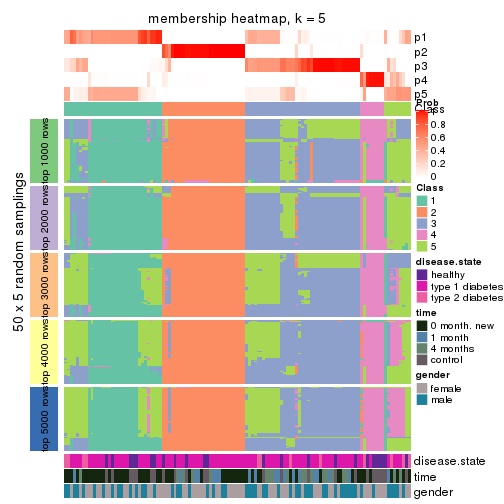 membership heatmap, k = 5
p1
p2
p3
p4
p5
Class
50 x 5 random samplings
top 1000 rows
top 2000 rows
top 3000 rows
top 4000 rows
top 5000 rows
Prob
1
0.8
0.6
0.4
0.2
0
Class
1
2
3
4
5
disease.state
healthy
type 1 diabetes
type 2 diabetes
time
0 month, new
1 month
4 months
control
gender
female
male
disease.state
time
gender